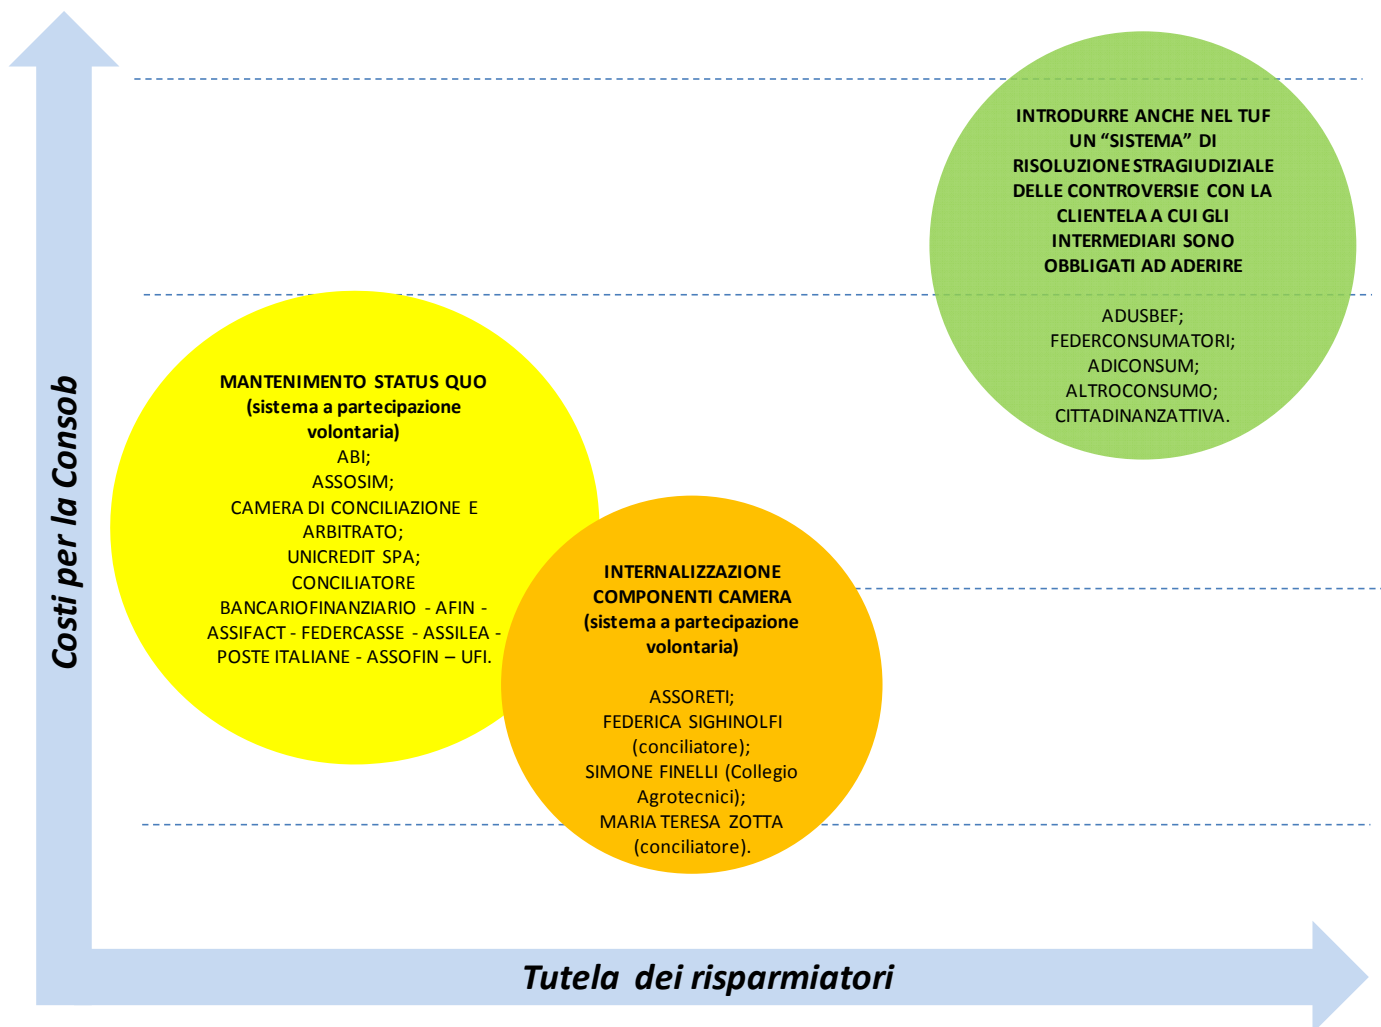 INTRODURRE ANCHE NEL TUF
UN “SISTEMA” DI
RISOLUZIONE STRAGIUDIZIALE
DELLE CONTROVERSIE CON LA
CLIENTELA A CUI GLI
INTERMEDIARI SONO
OBBLIGATI AD ADERIRE
ADUSBEF;
FEDERCONSUMATORI;
ADICONSUM;
ALTROCONSUMO;
CITTADINANZATTIVA.
MANTENIMENTO STATUS QUO
(sistema a partecipazione
volontaria)
ABI;
ASSOSIM;
CAMERA DI CONCILIAZIONE E
ARBITRATO;
UNICREDIT SPA;
CONCILIATORE
BANCARIOFINANZIARIO - AFIN -
ASSIFACT - FEDERCASSE - ASSILEA -
POSTE ITALIANE - ASSOFIN – UFI.
INTERNALIZZAZIONE
COMPONENTI CAMERA
(sistema a partecipazione
volontaria)
ASSORETI;
FEDERICA SIGHINOLFI
(conciliatore);
SIMONE FINELLI (Collegio
Agrotecnici);
MARIA TERESA ZOTTA
(conciliatore).
Costi per la Consob
Tutela dei risparmiatori